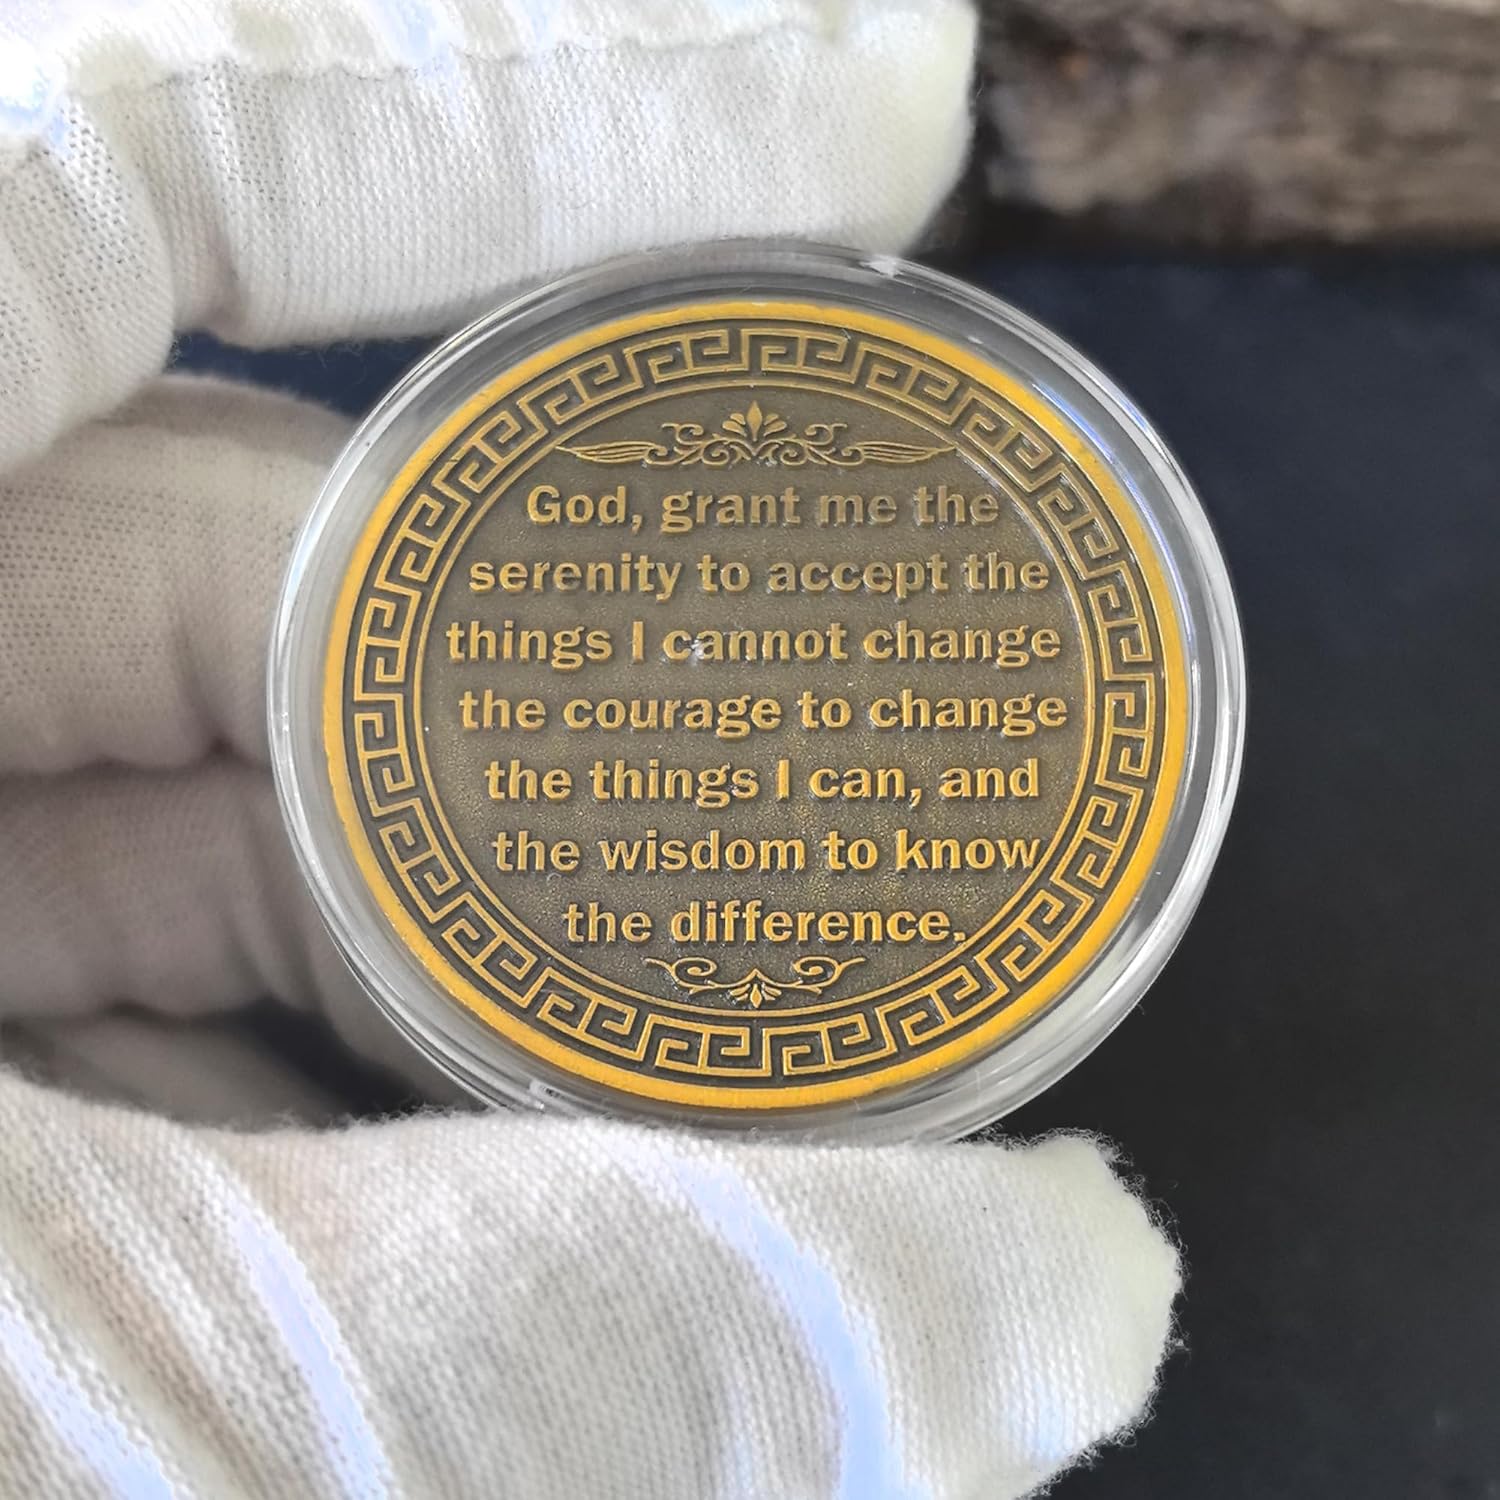 God, grant me the
serenity to accept the
things I cannot change
the courage to change
the things I can, and
the wisdom to know
the difference.